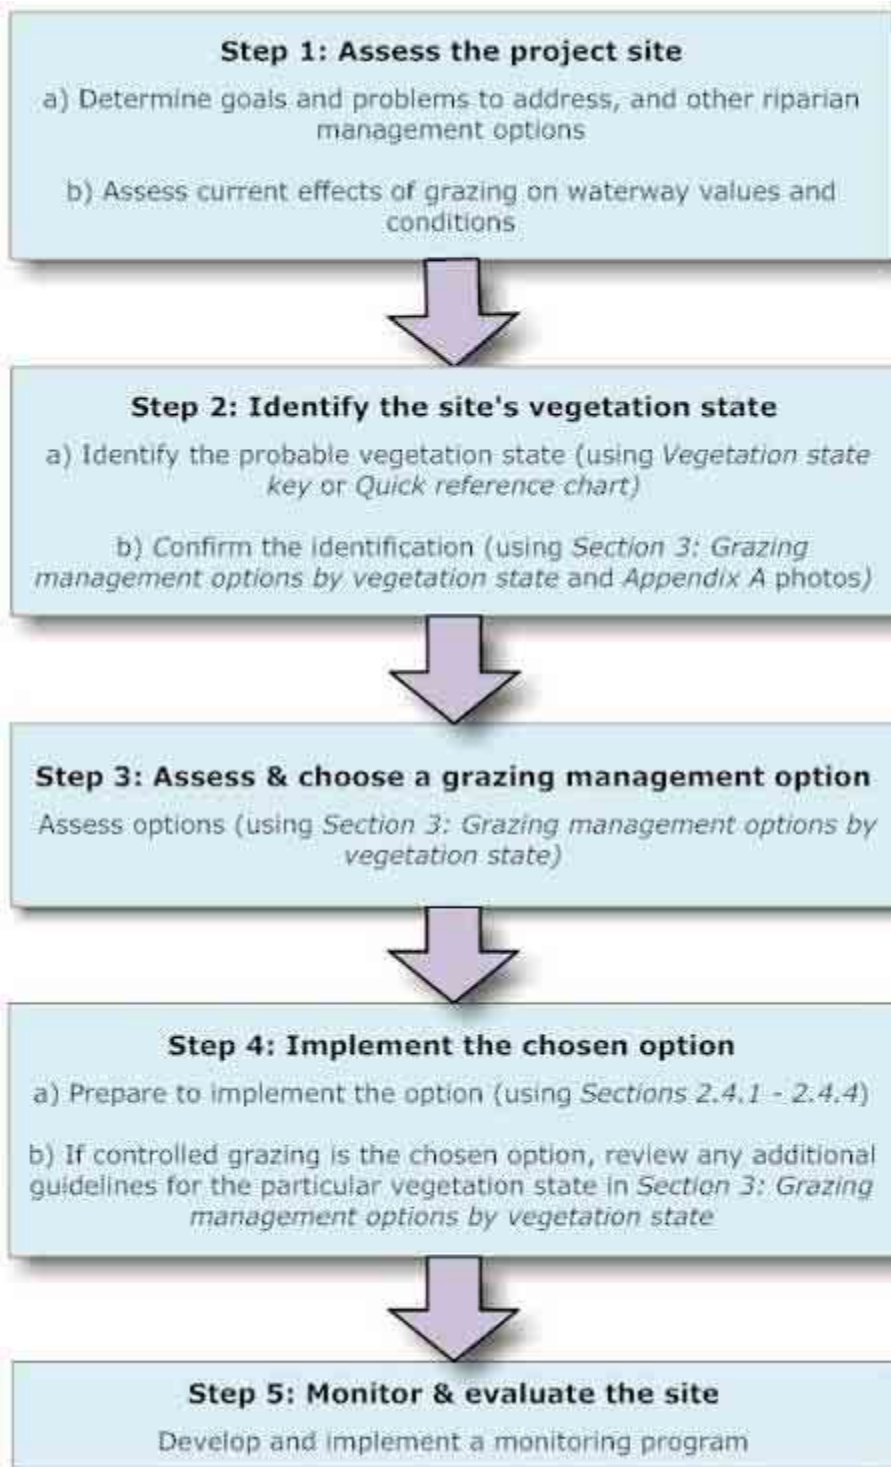 Step 1: Assess the project site
a) Determine goals and problems to address, and other riparian
management options
b) Assess current effects of grazing on waterway values and
conditions
Step 2: Identify the site's vegetation state
a) Identify the probable vegetation state (using Vegetation state
key or Quick reference chart)
b) Confirm the identification (using Section 3: Grazing
management options by vegetation state and Appendix A photos)
Step 3: Assess & choose a grazing management option
Assess options (using Section 3: Grazing management options by
vegetation state)
Step 4: Implement the chosen option
a) Prepare to implement the option (using Sections 2.4.1 - 2.4.4)
b) If controlled grazing is the chosen option, review any additional
guidelines for the particular vegetation state in Section 3: Grazing
management options by vegetation state
Step 5: Monitor & evaluate the site
Develop and implement a monitoring program